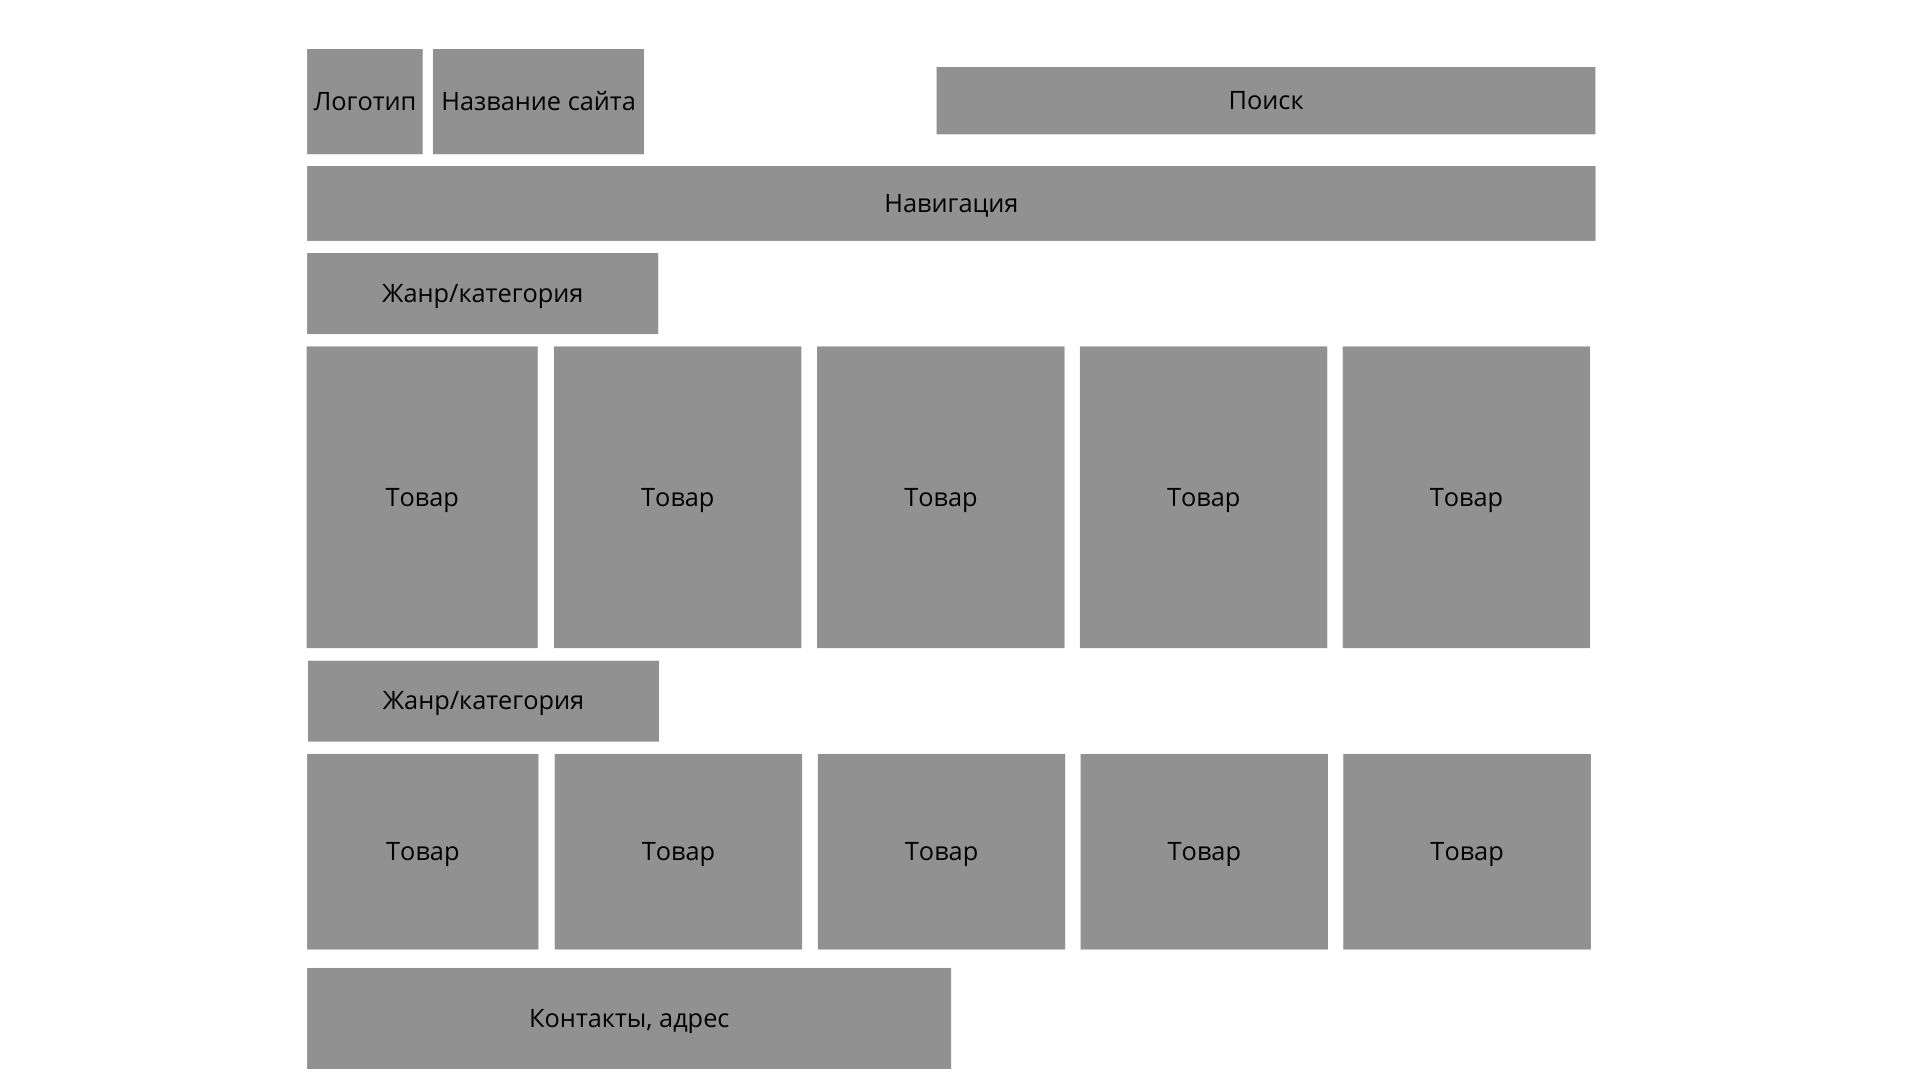 Логотип
Название сайта
Поиск
Навигация
Жанр/категория
Товар
Товар
Товар
Товар
Товар
Жанр/категория
Товар
Товар
Товар
Товар
Товар
Контакты, адрес